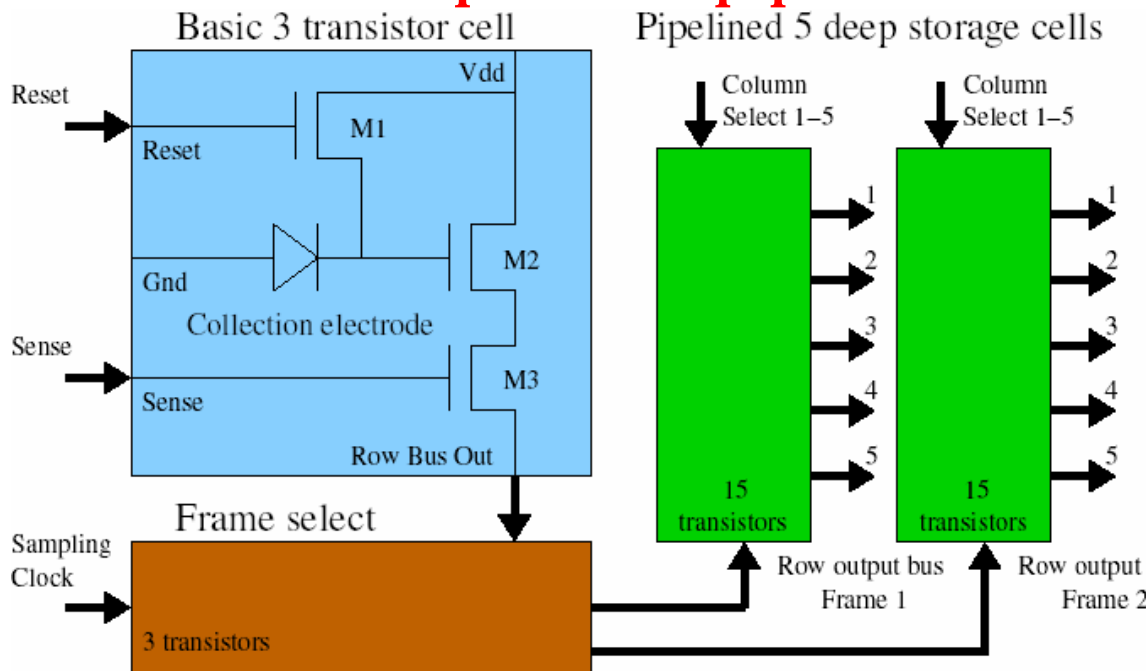 Basic 3 transistor cell
Pipelined 5 deep storage cells
Reset
Vdd
M1
Reset
Gnd
M2
Collection electrode
Sense
M3
Sense
Row Bus Out
Column
Select 1–5
1
2
3
4
5
15
transistors
Column
Select 1–5
1
2
3
4
5
15
transistors
Frame select
Sampling
Clock
3 transistors
Row output bus
Frame 1
Row output
Frame 2